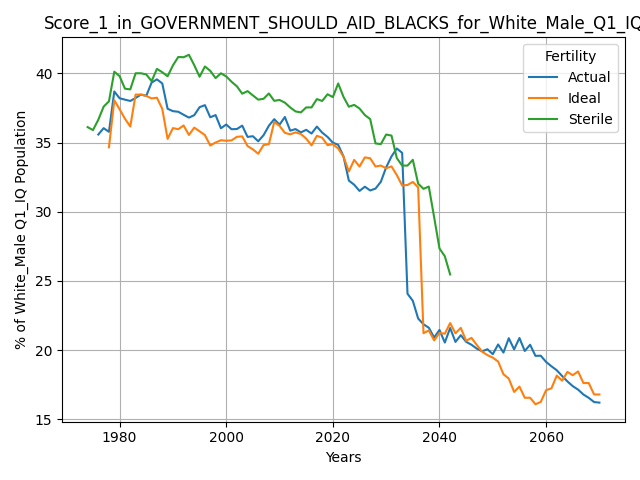 Score_1_in_GOVERNMENT_SHOULD_AID_BLACKS_for_White_Male_Q1_IQ
Fertility
Actual
Ideal
Sterile
% of White_Male Q1_IQ Population
40
35
30
25
20
15
1980
2000
2020
2040
2060
Years